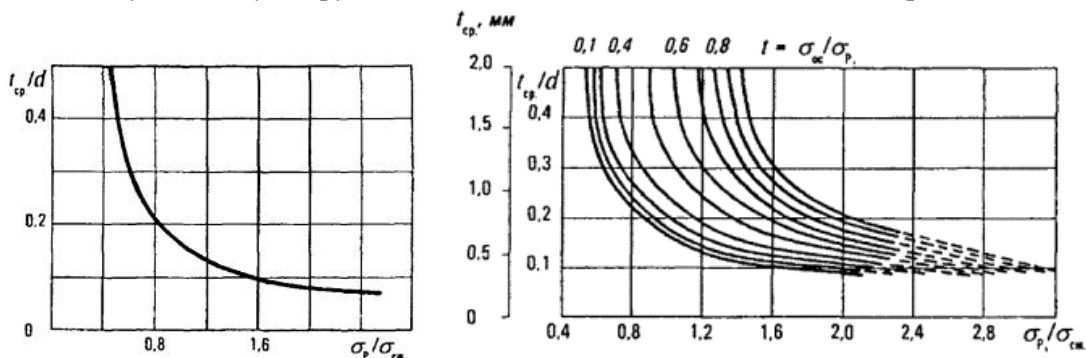 t_ср/d
0,4
0,2
0
0,8 1,6 σ_р/σ_см
t_ср., мм
2,0
1,5
1,0
0,5
0
0,1 0,4 0,6 0,8 t = σ_ос/σ_р,
t_ср./d
0,4
0,3
0,2
0,1
0,4 0,8 1,2 1,6 2,0 2,4 2,8 σ_р,/σ_см.